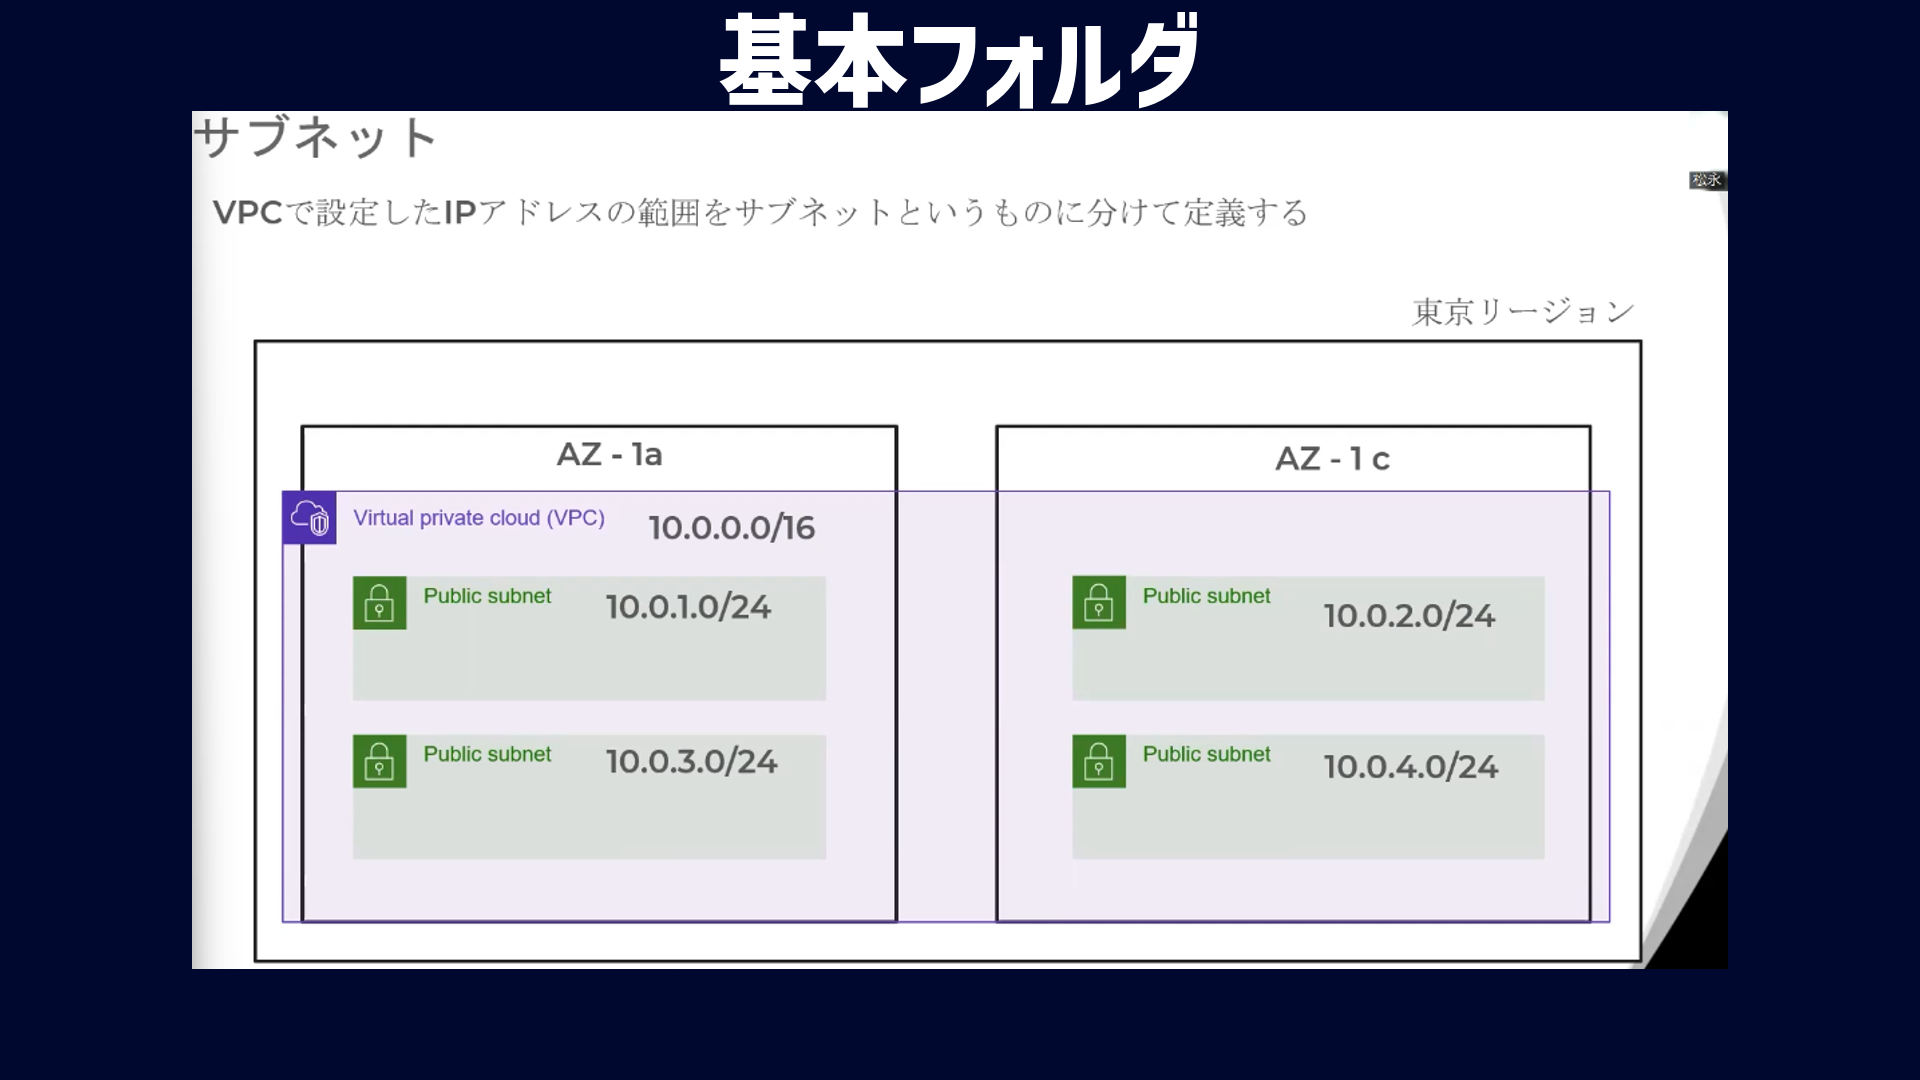 基本フォルダ
サブネット
松永
VPCで設定したIPアドレスの範囲をサブネットというものに分けて定義する
東京リージョン
AZ - 1a
AZ - 1 c
Virtual private cloud (VPC) 10.0.0.0/16
Public subnet 10.0.1.0/24
Public subnet 10.0.2.0/24
Public subnet 10.0.3.0/24
Public subnet 10.0.4.0/24